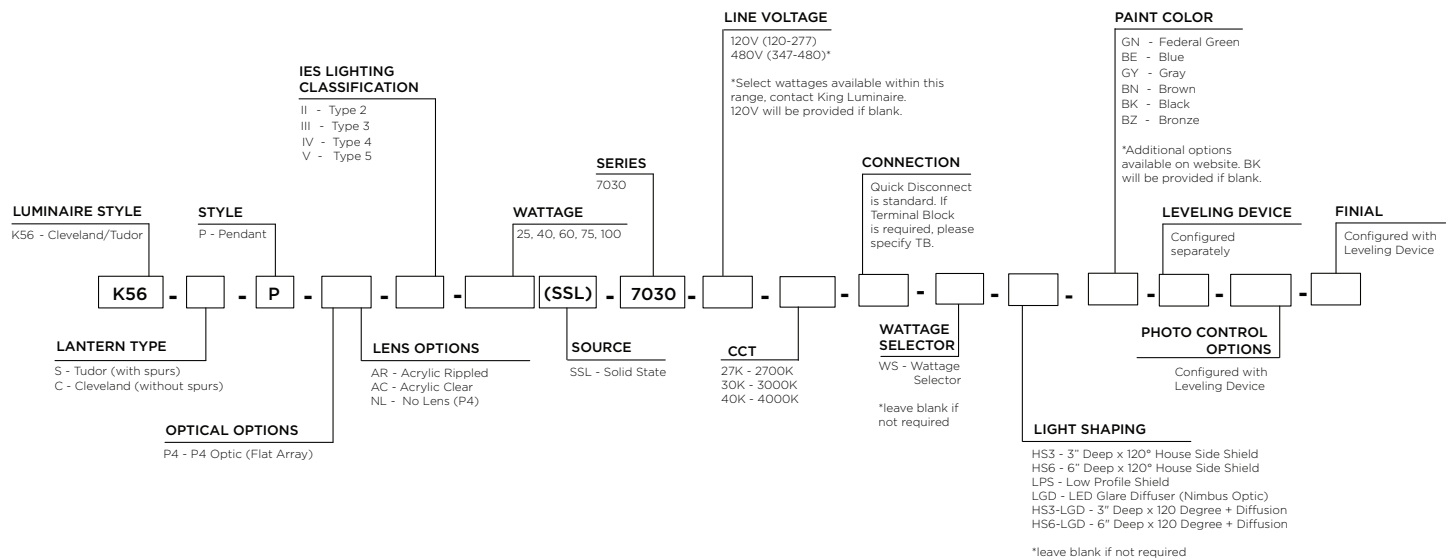 LINE VOLTAGE
120V (120-277)
480V (347-480)*
*Select wattages available within this
range, contact King Luminaire.
120V will be provided if blank.
PAINT COLOR
GN - Federal Green
BE - Blue
GY - Gray
BN - Brown
BK - Black
BZ - Bronze
*Additional options
available on website. BK
will be provided if blank.
IES LIGHTING
CLASSIFICATION
II - Type 2
III - Type 3
IV - Type 4
V - Type 5
SERIES
7030
CONNECTION
Quick Disconnect
is standard. If
Terminal Block
is required, please
specify TB.
LUMINAIRE STYLE
K56 - Cleveland/Tudor
STYLE
P - Pendant
WATTAGE
25, 40, 60, 75, 100
LEVELING DEVICE
Configured
separately
FINIAL
Configured with
Leveling Device
K56 - - P - - - (SSL) - 7030 - - - - - - - - -
LANTERN TYPE
S - Tudor (with spurs)
C - Cleveland (without spurs)
LENS OPTIONS
AR - Acrylic Rippled
AC - Acrylic Clear
NL - No Lens (P4)
SOURCE
SSL - Solid State
CCT
27K - 2700K
30K - 3000K
40K - 4000K
WATTAGE
SELECTOR
WS - Wattage
Selector
*leave blank if
not required
PHOTO CONTROL
OPTIONS
Configured with
Leveling Device
OPTICAL OPTIONS
P4 - P4 Optic (Flat Array)
LIGHT SHAPING
HS3 - 3” Deep x 120° House Side Shield
HS6 - 6” Deep x 120° House Side Shield
LPS - Low Profile Shield
LGD - LED Glare Diffuser (Nimbus Optic)
HS3-LGD - 3" Deep x 120 Degree + Diffusion
HS6-LGD - 6" Deep x 120 Degree + Diffusion
*leave blank if not required